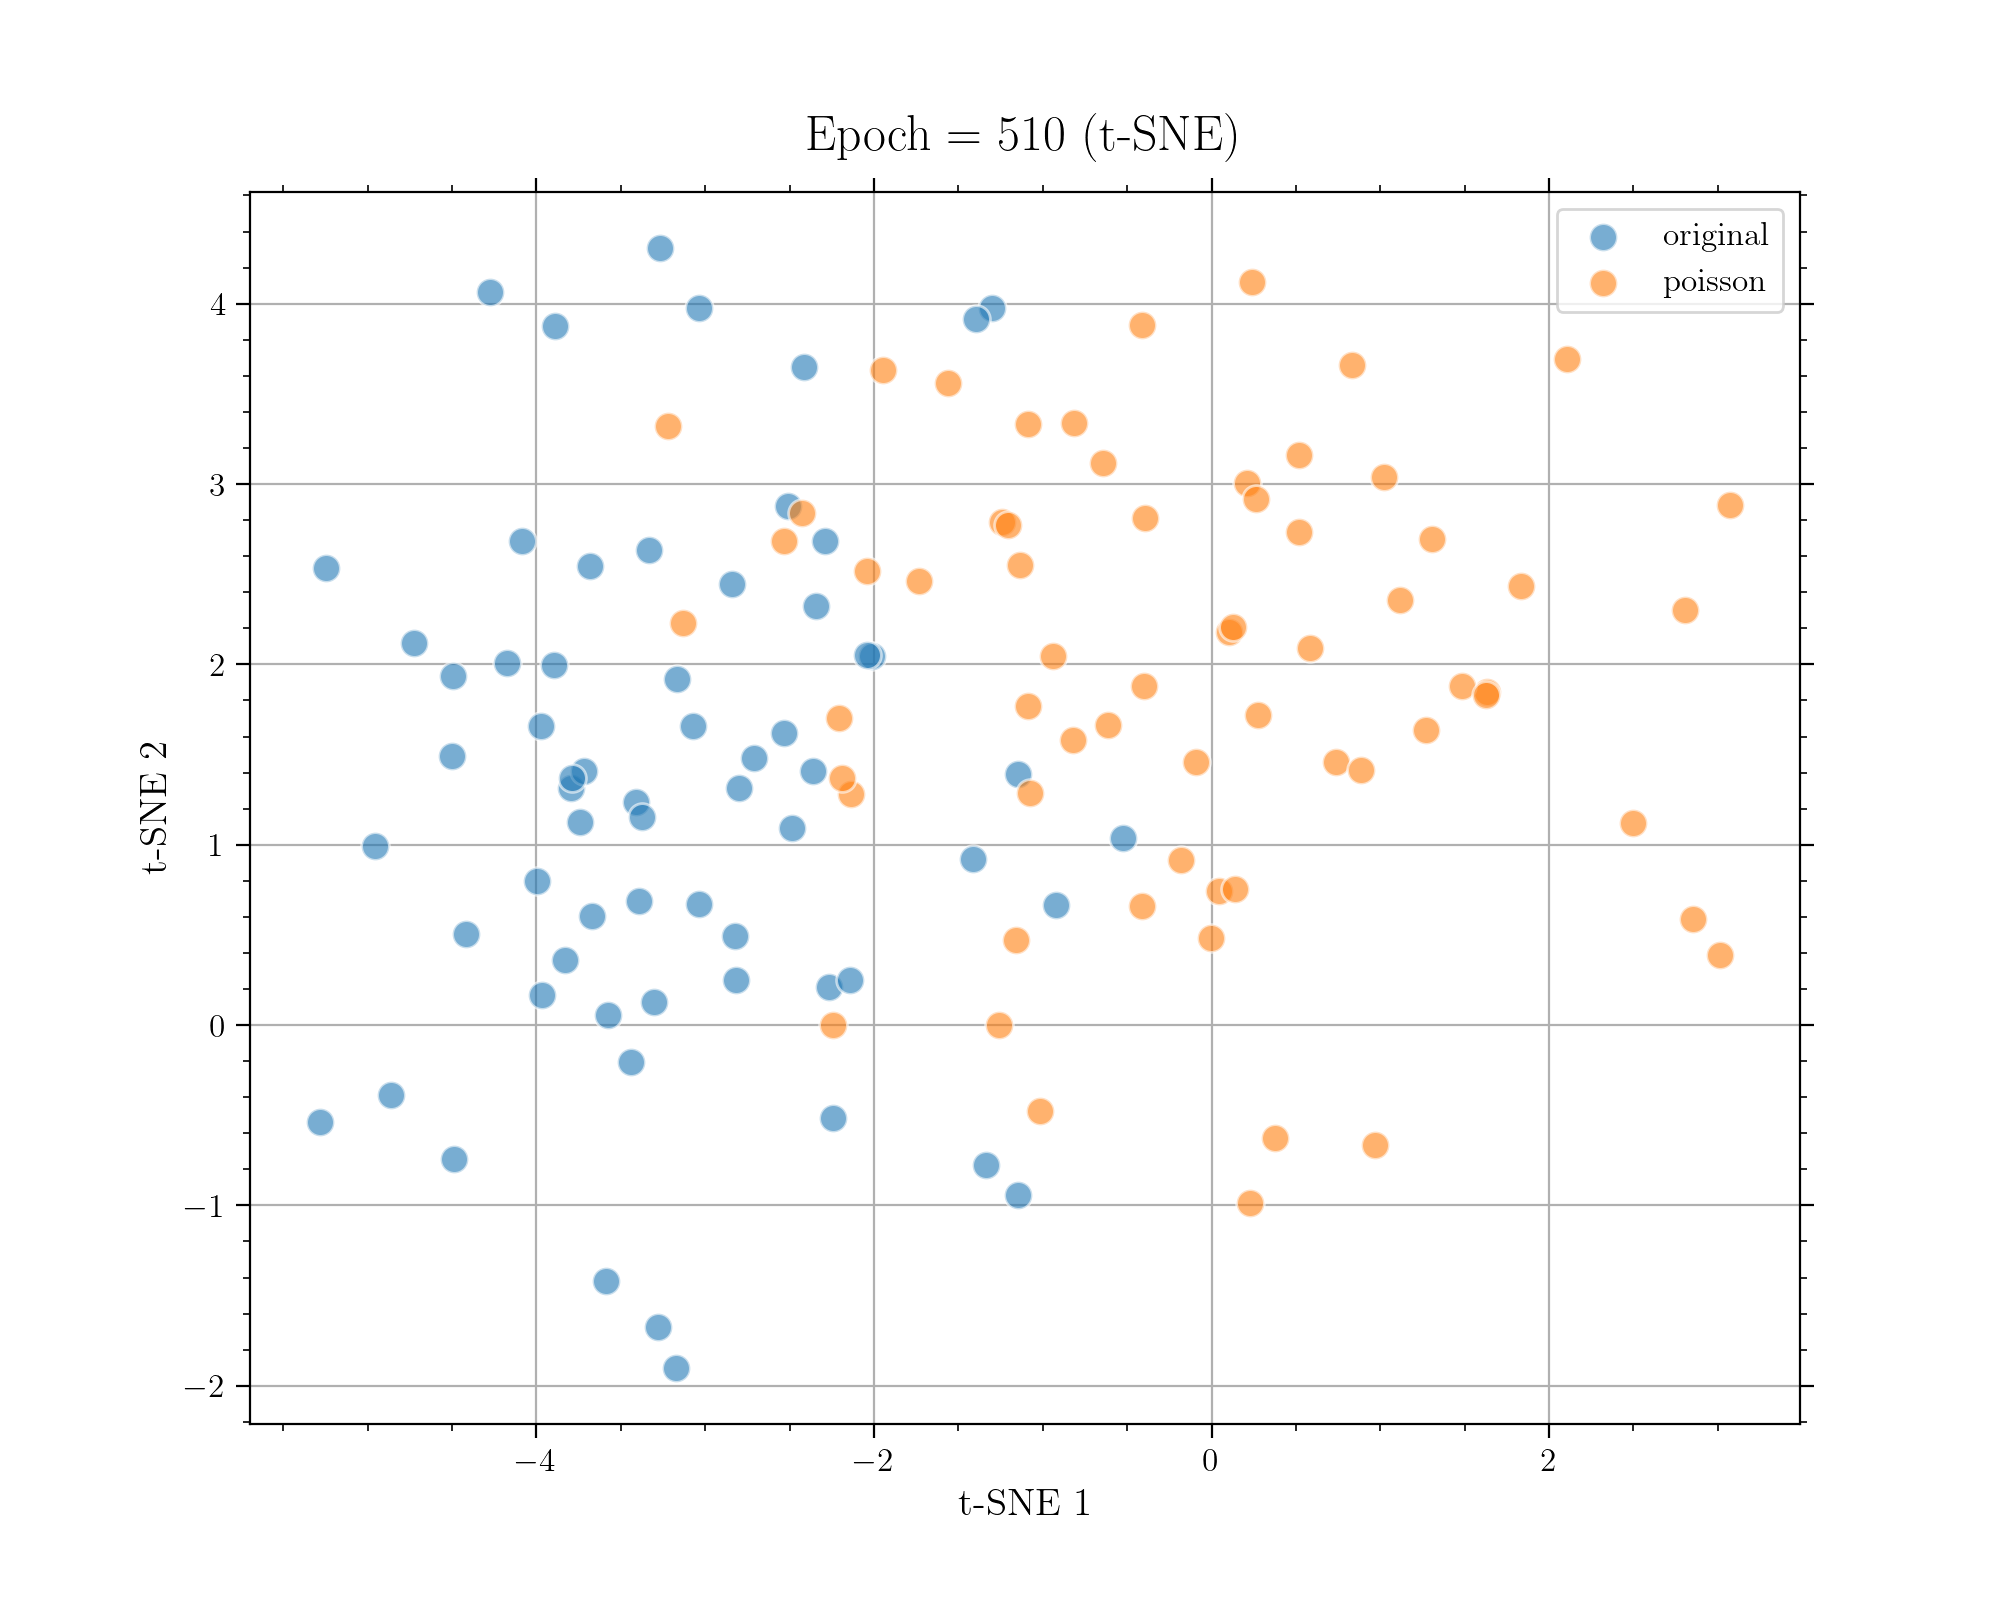 Epoch = 510 (t-SNE)
original
poisson
4
3
2
1
0
−1
−2
t-SNE 2
−4
−2
0
2
t-SNE 1